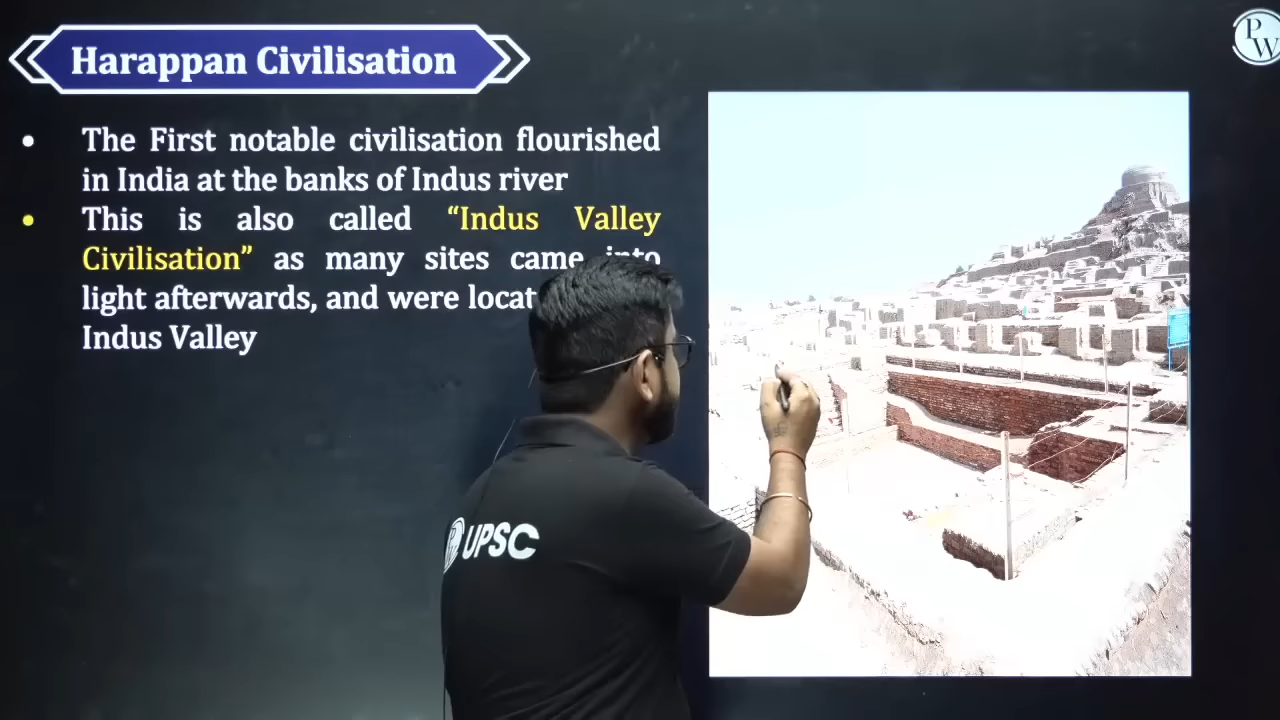 Harappan Civilisation
PW
The First notable civilisation flourished
in India at the banks of Indus river
This is also called “Indus Valley
Civilisation” as many sites came into
light afterwards, and were locat
Indus Valley
UPSC